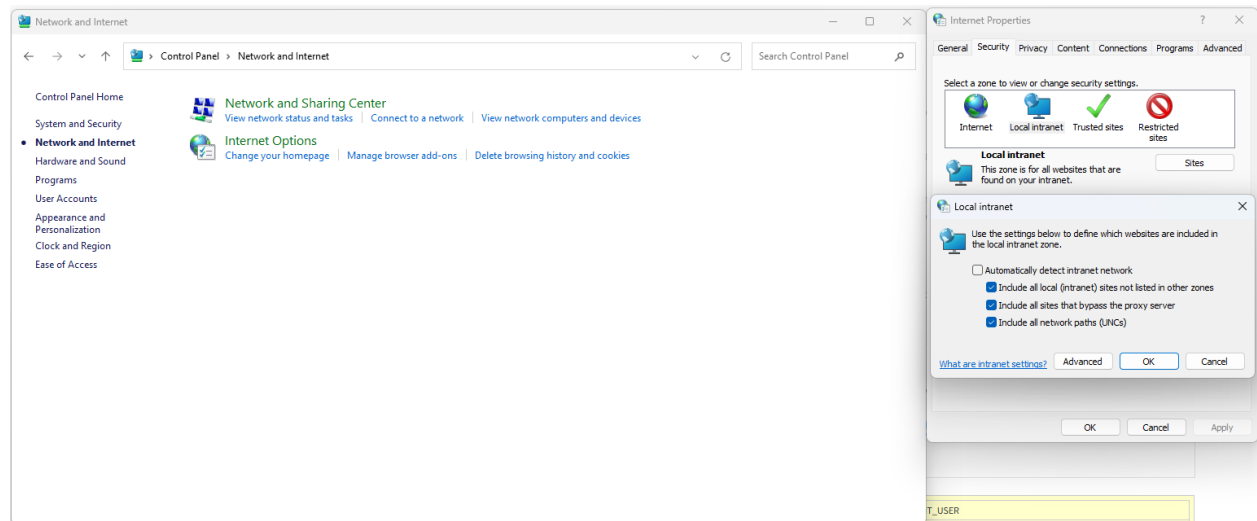 Network and Internet
Control Panel > Network and Internet
Search Control Panel
Control Panel Home
System and Security
Network and Internet
Hardware and Sound
Programs
User Accounts
Appearance and
Personalization
Clock and Region
Ease of Access
Network and Sharing Center
View network status and tasks
Connect to a network
View network computers and devices
Internet Options
Change your homepage
Manage browser add-ons
Delete browsing history and cookies
Internet Properties
General Security Privacy Content Connections Programs Advanced
Select a zone to view or change security settings.
Internet
Local intranet
Trusted sites
Restricted
sites
Local intranet
This zone is for all websites that are
found on your intranet.
Sites
Local intranet
Use the settings below to define which websites are included in
the local intranet zone.
Automatically detect intranet network
Include all local (intranet) sites not listed in other zones
Include all sites that bypass the proxy server
Include all network paths (UNCs)
What are intranet settings?
Advanced
OK
Cancel
OK
Cancel
Apply
T_USER